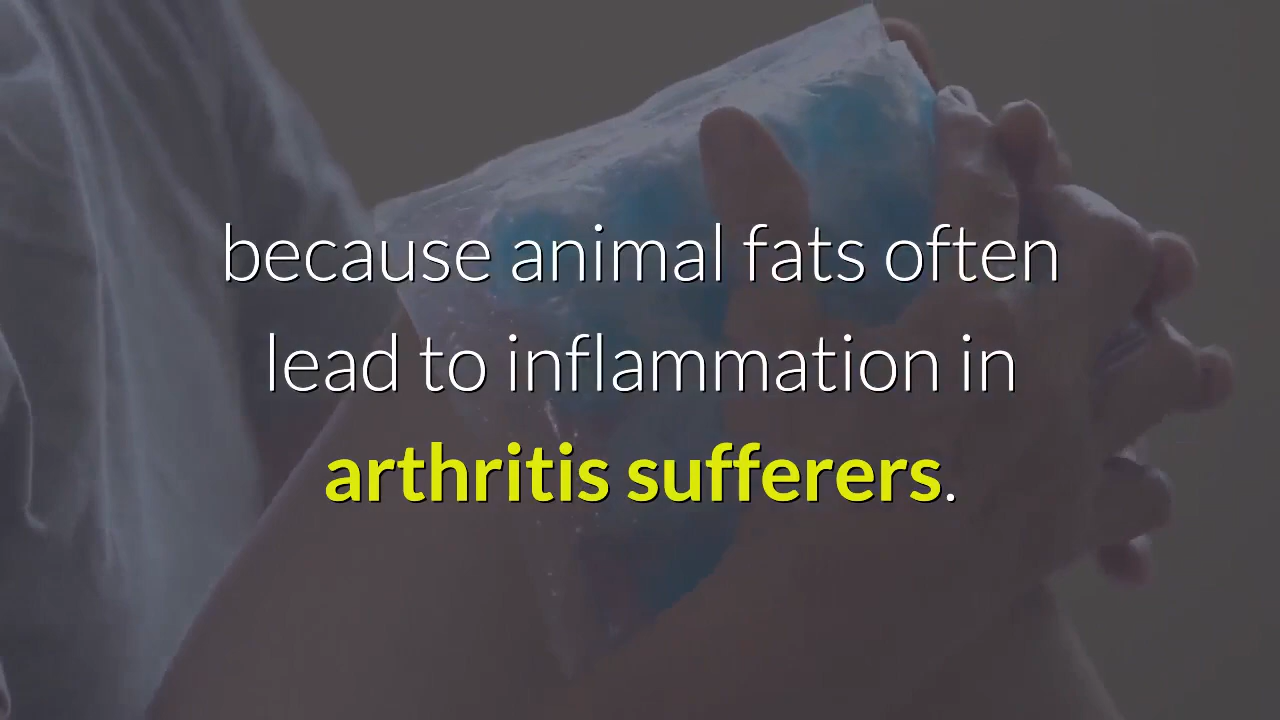 because animal fats often
lead to inflammation in
arthritis sufferers.